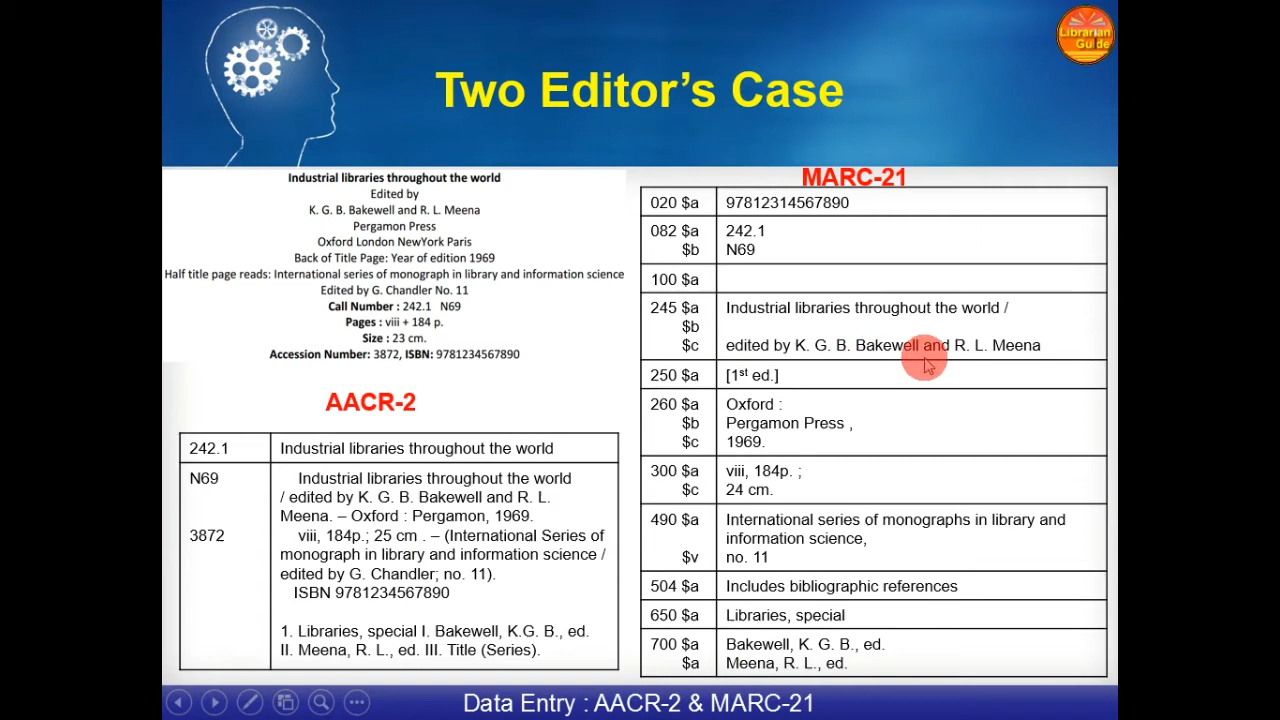 Librarian
Guide
Two Editor's Case
Industrial libraries throughout the world
Edited by
K. G. B. Bakewell and R. L. Meena
Pergamon Press
Oxford London NewYork Paris
Back of Title Page: Year of edition 1969
Half title page reads: International series of monograph in library and information science
Edited by G. Chandler No. 11
Call Number : 242.1 N69
Pages : viii + 184 p.
Size : 23 cm.
Accession Number: 3872, ISBN: 9781234567890
AACR-2
242.1 Industrial libraries throughout the world
N69 Industrial libraries throughout the world
/ edited by K. G. B. Bakewell and R. L.
Meena. – Oxford : Pergamon, 1969.
3872 viii, 184p.; 25 cm . – (International Series of
monograph in library and information science /
edited by G. Chandler; no. 11).
ISBN 9781234567890
1. Libraries, special I. Bakewell, K.G. B., ed.
II. Meena, R. L., ed. III. Title (Series).
MARC-21
020 $a 97812314567890
082 $a 242.1
$b N69
100 $a
245 $a Industrial libraries throughout the world /
$b
$c edited by K. G. B. Bakewell and R. L. Meena
250 $a [1st ed.]
260 $a Oxford :
$b Pergamon Press ,
$c 1969.
300 $a viii, 184p. ;
$c 24 cm.
490 $a International series of monographs in library and
information science,
$v no. 11
504 $a Includes bibliographic references
650 $a Libraries, special
700 $a Bakewell, K. G. B., ed.
$a Meena, R. L., ed.
Data Entry : AACR-2 & MARC-21